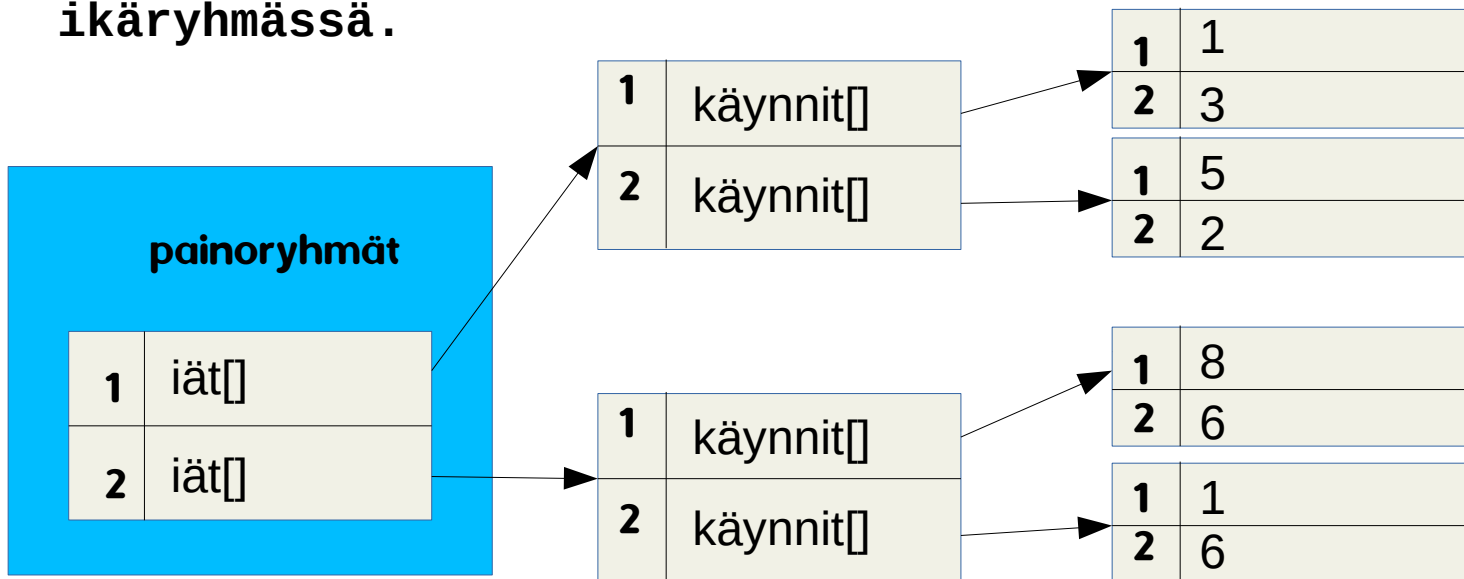 ikäryhmässä.
painoryhmät
1 iät[]
2 iät[]
1 käynnit[]
2 käynnit[]
1 1
2 3
1 5
2 2
1 käynnit[]
2 käynnit[]
1 8
2 6
1 1
2 6